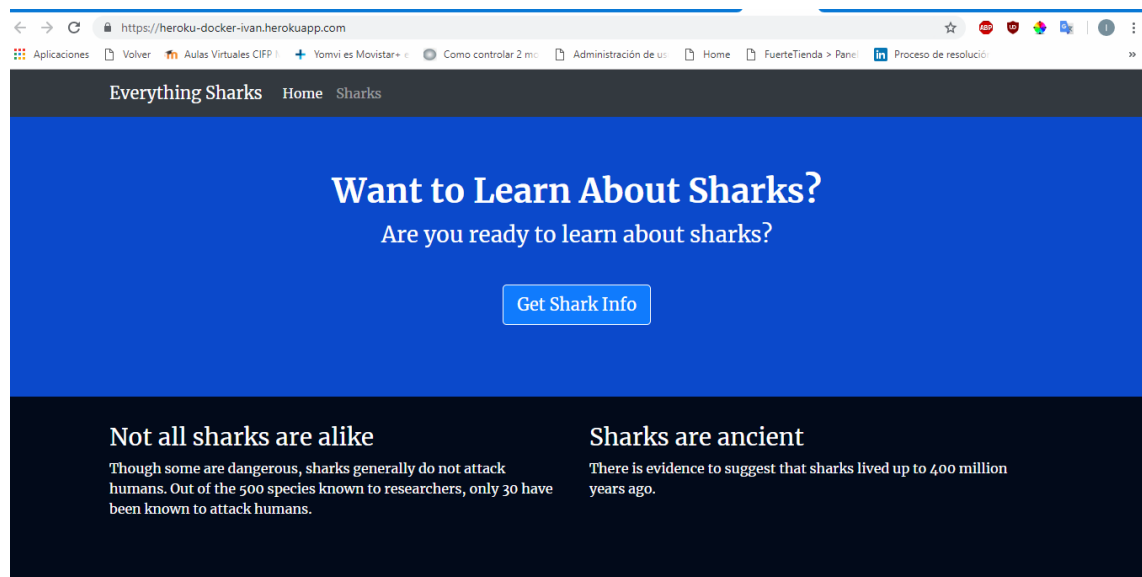 https://heroku-docker-ivan.herokuapp.com
ABP
Aplicaciones Volver Aulas Virtuales CIFP Yomvi es Movistar+ Como controlar 2 Administración de Home FuerteTienda > Panel in Proceso de
»
Everything Sharks Home Sharks
Want to Learn About Sharks?
Are you ready to learn about sharks?
Get Shark Info
Not all sharks are alike
Though some are dangerous, sharks generally do not attack
humans. Out of the 500 species known to researchers, only 30 have
been known to attack humans.
Sharks are ancient
There is evidence to suggest that sharks lived up to 400 million
years ago.